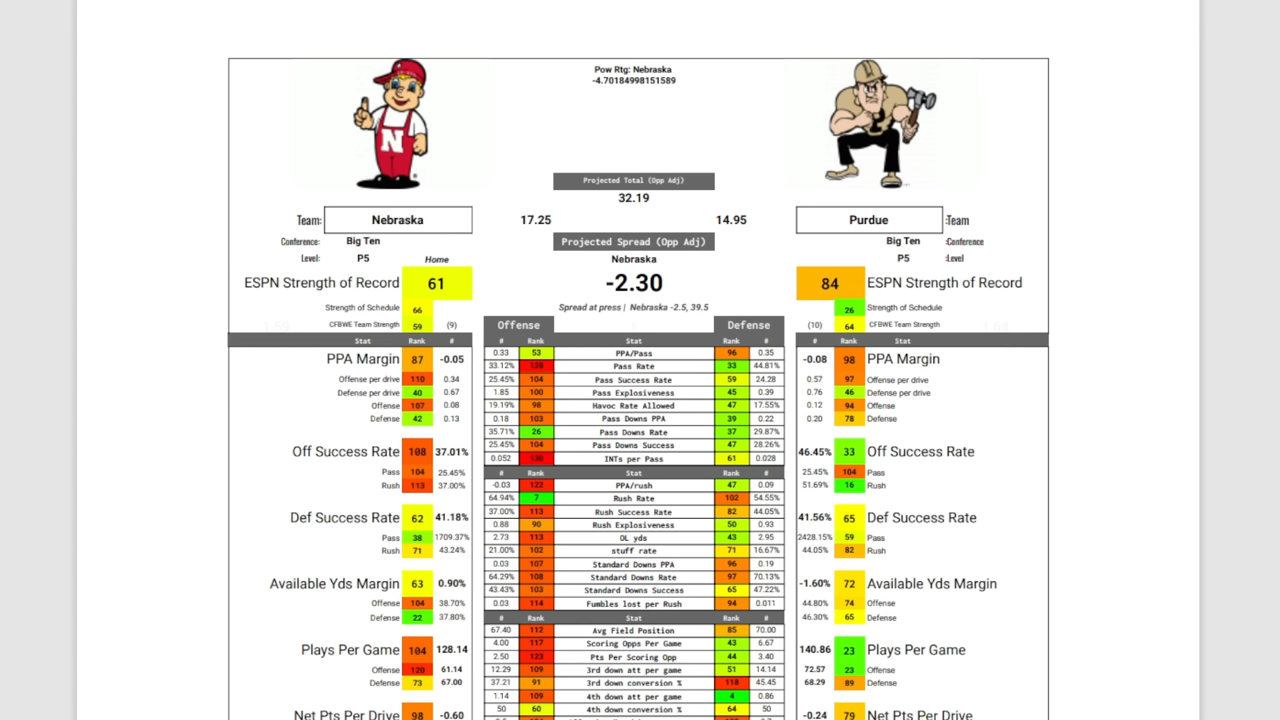 Pow Rtg: Nebraska
-4.70184998151589
N
Projected Total (Opp Adj)
32.19
Team: Nebraska 17.25 14.95 Purdue :Team
Conference: Big Ten Projected Spread (Opp Adj) Big Ten :Conference
Level: P5 Home Nebraska P5 :Level
ESPN Strength of Record 61 -2.30 84 ESPN Strength of Record
Strength of Schedule 66 Spread at press | Nebraska -2.5, 39.5 26 Strength of Schedule
CFBWE Team Strength 59 (9) Offense Defense (10) 64 CFBWE Team Strength
Stat Rank # # Rank Stat Rank # # Rank Stat
PPA Margin 87 -0.05 0.33 53 PPA/Pass 96 0.35 -0.08 98 PPA Margin
33.12% 128 Pass Rate 33 44.81%
Offense per drive 110 0.34 25.45% 104 Pass Success Rate 59 24.28 0.57 97 Offense per drive
Defense per drive 40 0.67 1.85 100 Pass Explosiveness 45 0.39 0.76 46 Defense per drive
Offense 107 0.08 19.19% 98 Havoc Rate Allowed 47 17.55% 0.12 94 Offense
Defense 42 0.13 0.18 103 Pass Downs PPA 39 0.22 0.20 78 Defense
35.71% 26 Pass Downs Rate 37 29.87%
Off Success Rate 108 37.01% 25.45% 104 Pass Downs Success 47 28.26% 46.45% 33 Off Success Rate
0.052 130 INTs per Pass 61 0.028
Pass 104 25.45% # Rank Stat Rank # 25.45% 104 Pass
Rush 113 37.00% -0.03 122 PPA/rush 47 0.09 51.69% 16 Rush
64.94% 7 Rush Rate 102 54.55%
Def Success Rate 62 41.18% 37.00% 113 Rush Success Rate 82 44.05% 41.56% 65 Def Success Rate
0.88 90 Rush Explosiveness 50 0.93
Pass 38 1709.37% 2.73 113 OL yds 43 2.95 2428.15% 59 Pass
Rush 71 43.24% 21.00% 102 stuff rate 71 16.67% 44.05% 82 Rush
0.03 107 Standard Downs PPA 96 0.19
Available Yds Margin 63 0.90% 64.29% 108 Standard Downs Rate 97 70.13% -1.60% 72 Available Yds Margin
43.43% 103 Standard Downs Success 65 47.22%
Offense 104 38.70% 0.03 114 Fumbles lost per Rush 94 0.011 44.80% 74 Offense
Defense 22 37.80% # Rank Stat Rank # 46.30% 65 Defense
67.40 112 Avg Field Position 85 70.00
Plays Per Game 104 128.14 4.00 117 Scoring Opps Per Game 43 6.67 140.86 23 Plays Per Game
2.50 123 Pts Per Scoring Opp 44 3.40
Offense 120 61.14 12.29 109 3rd down att per game 51 14.14 72.57 23 Offense
Defense 73 67.00 37.21 91 3rd down conversion % 118 45.45 68.29 89 Defense
1.14 109 4th down att per game 4 0.86
Net Pts Per Drive 98 -0.60 50 60 4th down conversion % 64 50 -0.24 79 Net Pts Per Drive